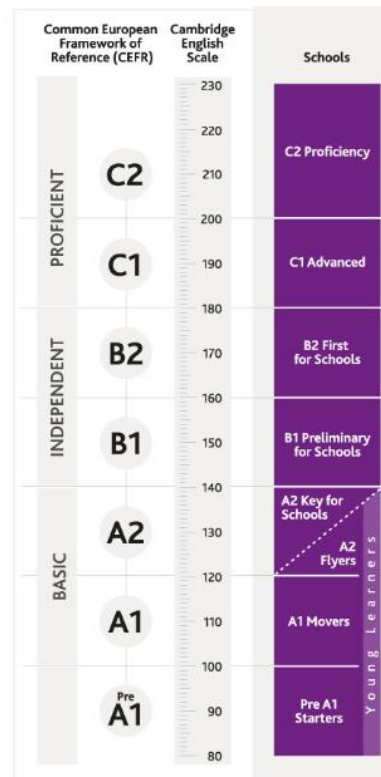 Common European
Framework of
Reference (CEFR)
Cambridge
English
Scale
Schools
PROFICIENT
INDEPENDENT
BASIC
C2
C1
B2
B1
A2
A1
Pre
A1
230
220
210
200
190
180
170
160
150
140
130
120
110
100
90
80
C2 Proficiency
C1 Advanced
B2 First
for Schools
B1 Preliminary
for Schools
A2 Key for
Schools
A2
Flyers
A1 Movers
Pre A1
Starters
Young Learners